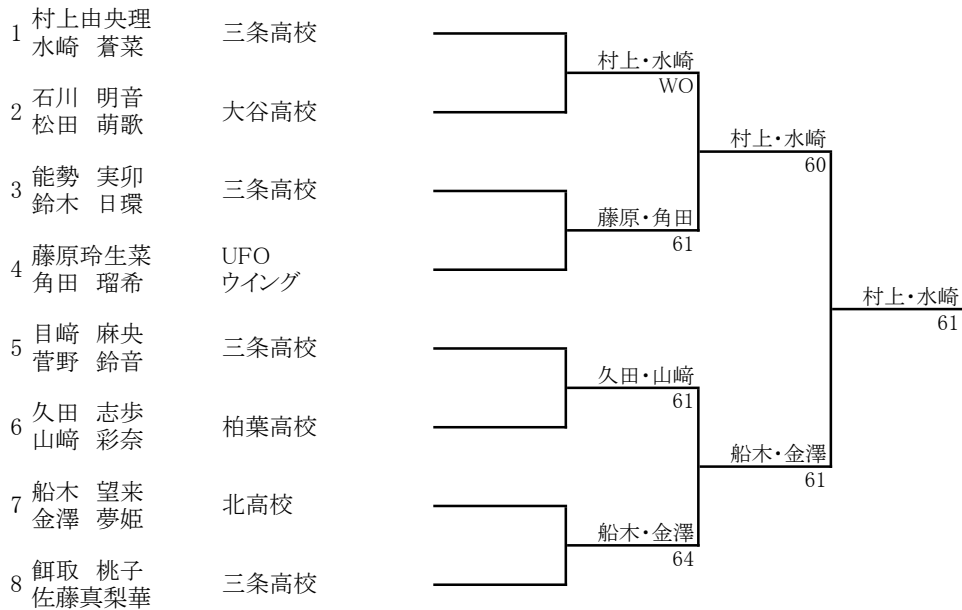 1 村上由央理
水崎 蒼菜
三条高校
2 石川 明音
松田 萌歌
大谷高校
3 能勢 実卯
鈴木 日環
三条高校
4 藤原玲生菜
角田 瑠希
UFO
ウイング
5 目﨑 麻央
菅野 鈴音
三条高校
6 久田 志歩
山﨑 彩奈
柏葉高校
7 船木 望来
金澤 夢姫
北高校
8 餌取 桃子
佐藤真梨華
三条高校
村上・水崎
WO
藤原・角田
61
久田・山﨑
61
船木・金澤
64
村上・水崎
60
船木・金澤
61
村上・水崎
61